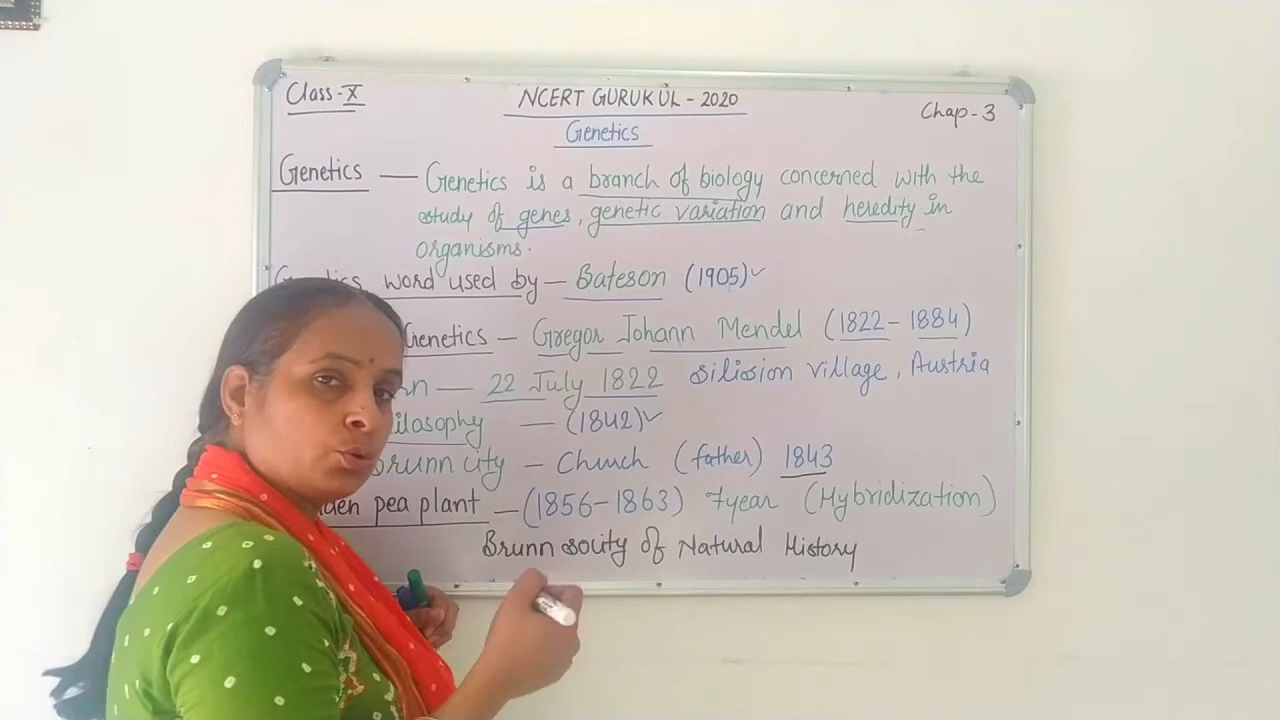 Class-X
NCERT GURUKUL - 2020
Chap-3
Genetics
Genetics — Genetics is a branch of biology concerned with the
study of genes, genetic variation and heredity in
organisms.
Genetics word used by — Bateson (1905)✓
Genetics — Gregor Johann Mendel (1822-1884)
— 22 July 1822 silision village, Austria
— (1842)✓
Brunn city — Church (father) 1843
pea plant — (1856-1863) 7year (Hybridization)
Brunn socity of Natural History